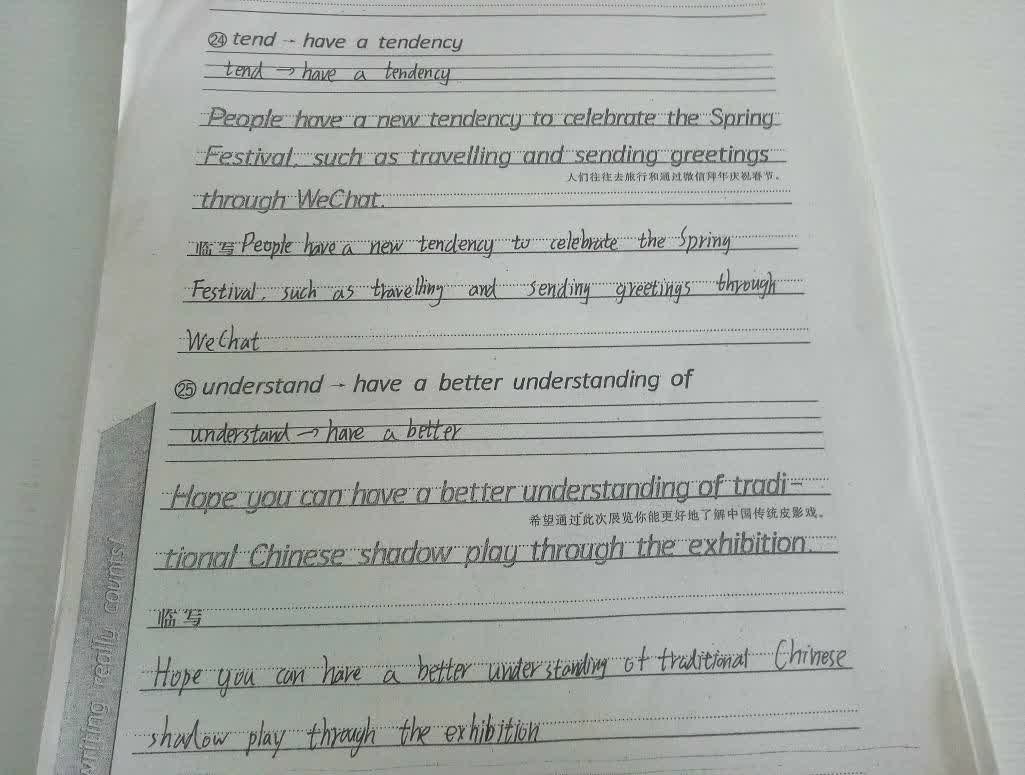 ㉔ tend → have a tendency
tend → have a tendency
People have a new tendency to celebrate the Spring
Festival, such as travelling and sending greetings
人们往往去旅行和通过微信拜年庆祝春节。
through WeChat.
临写 People have a new tendency to celebrate the Spring
Festival, such as travelling and sending greetings through
WeChat
㉕ understand → have a better understanding of
understand → have a better
Hope you can have a better understanding of tradi-
希望通过此次展览你能更好地了解中国传统皮影戏。
tional Chinese shadow play through the exhibition.
临写
Hope you can have a better understanding of traditional Chinese
shadow play through the exhibition
writing really counts!